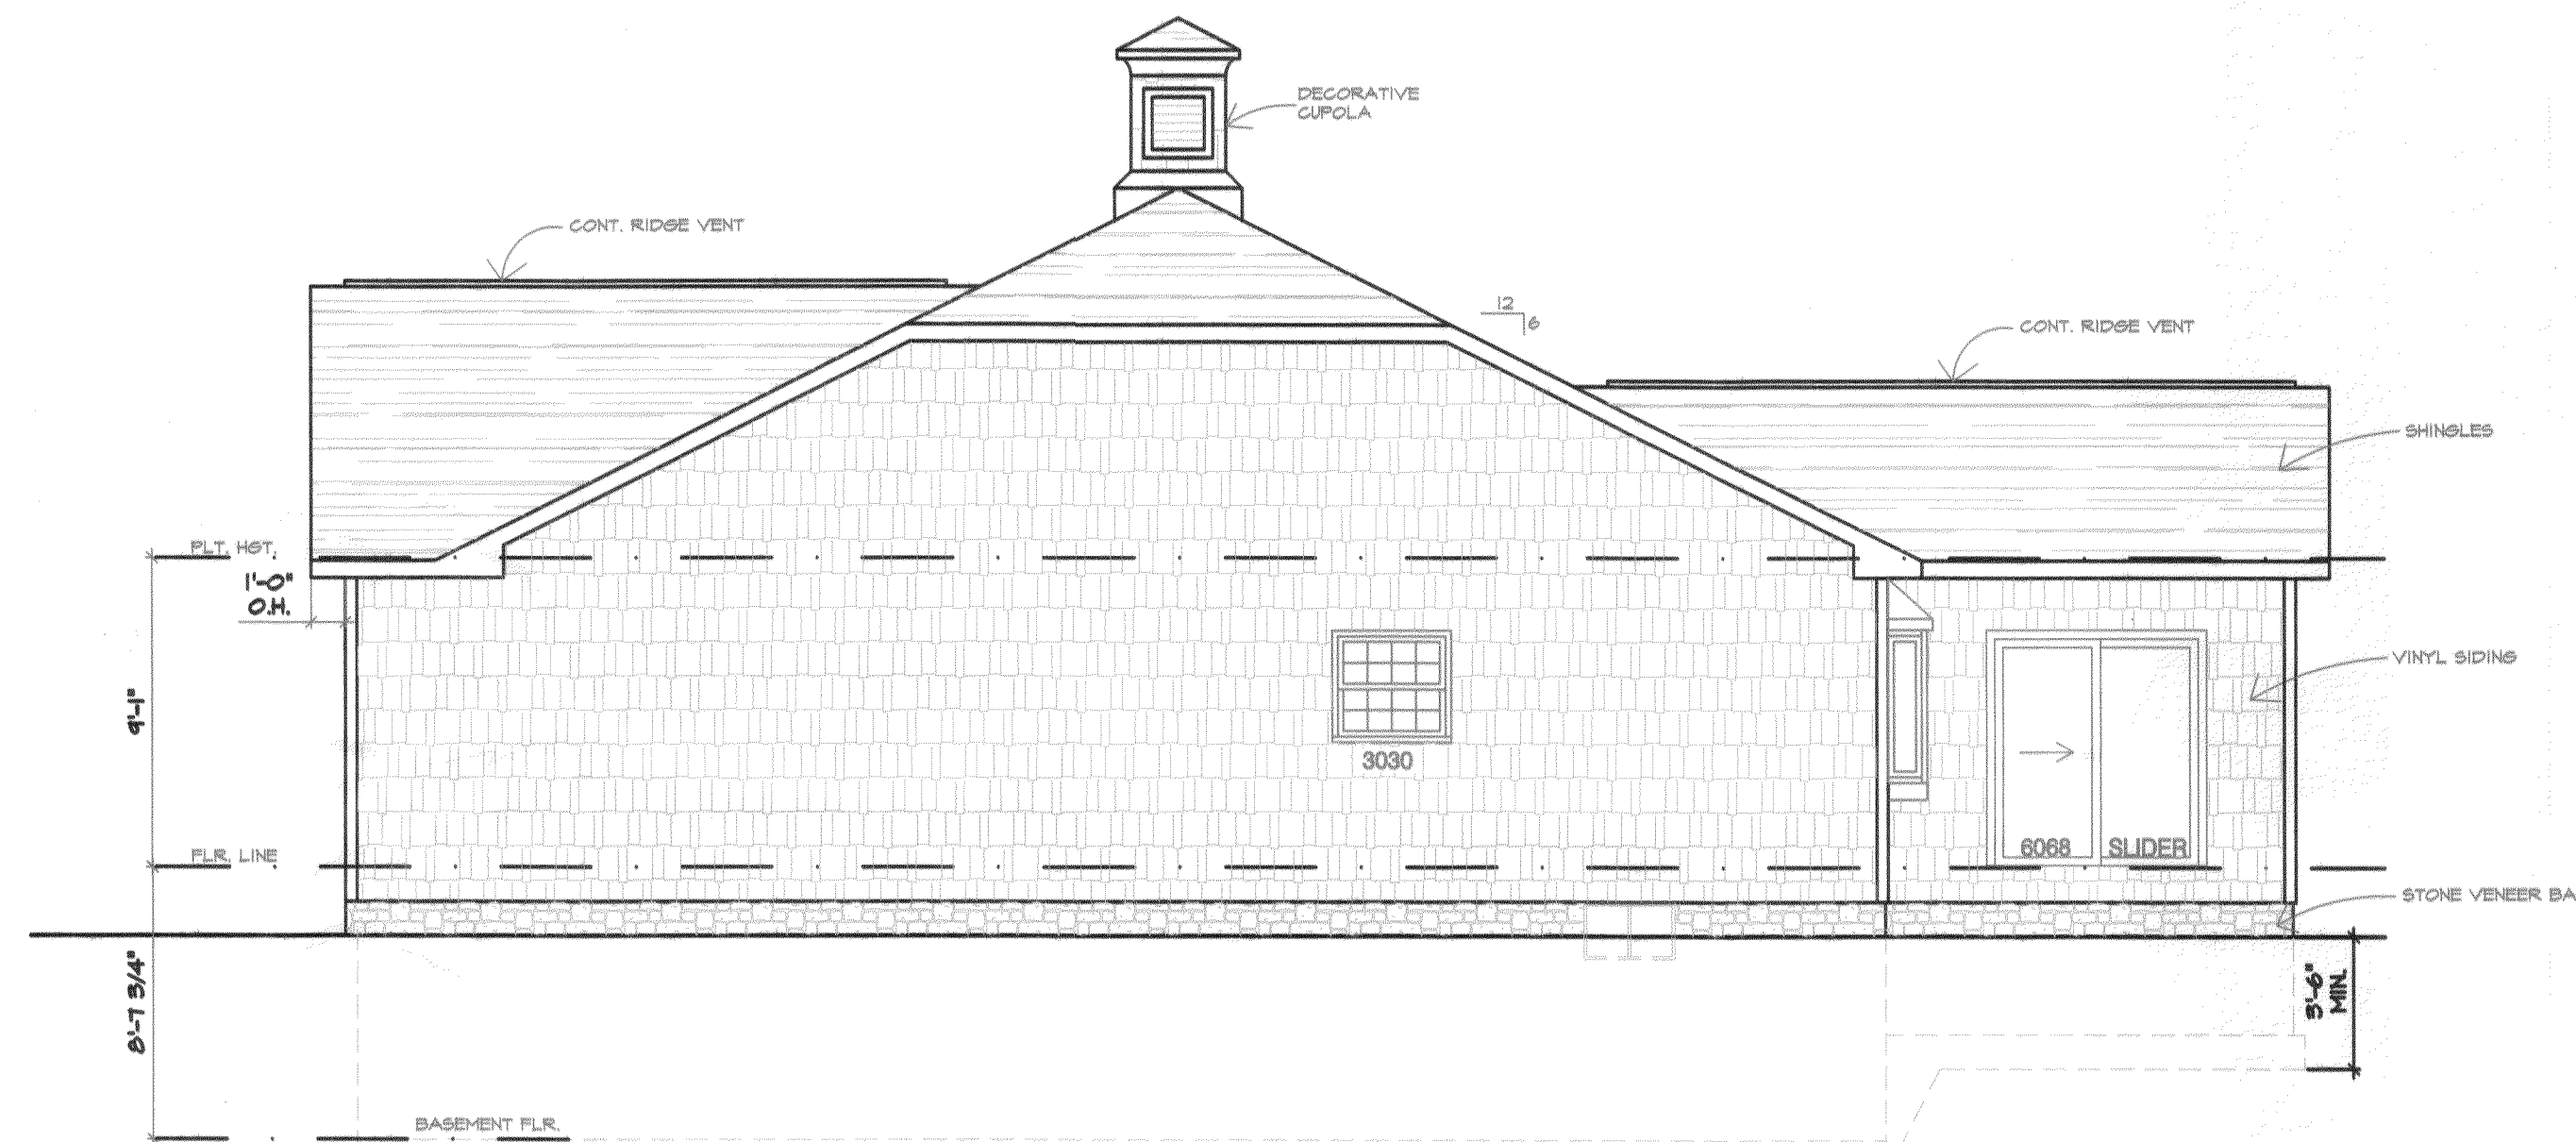 DECORATIVE
CUPOLA
CONT. RIDGE VENT
12
6
CONT. RIDGE VENT
SHINGLES
PLT. HGT.
1'-0"
O.H.
VINYL SIDING
9'-1"
3030
6068 SLIDER
FLR. LINE
STONE VENEER BA
8'-7 3/4"
3'-6"
MIN.
BASEMENT FLR.